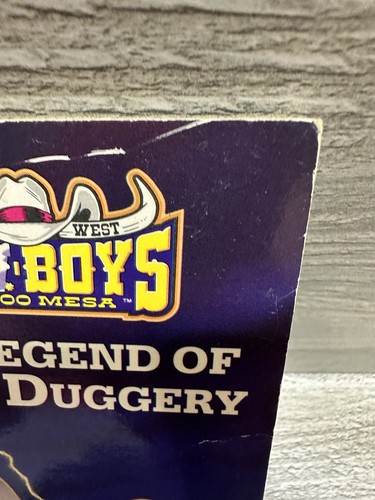 WEST
·BOYS
OO MESA™
EGEND OF
DUGGERY